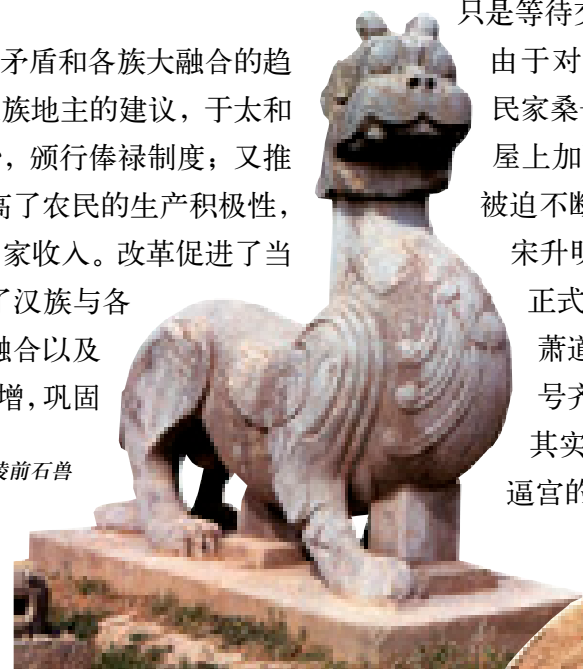 矛盾和各族大融合的趋
族地主的建议，于太和
，颁行俸禄制度；又推
高了农民的生产积极性，
家收入。改革促进了当
了汉族与各
融合以及
增，巩固
陵前石兽
只是等待交
由于对
民家桑
屋上加
被迫不断
宋升明
正式
萧道
号齐
其实
逼宫的